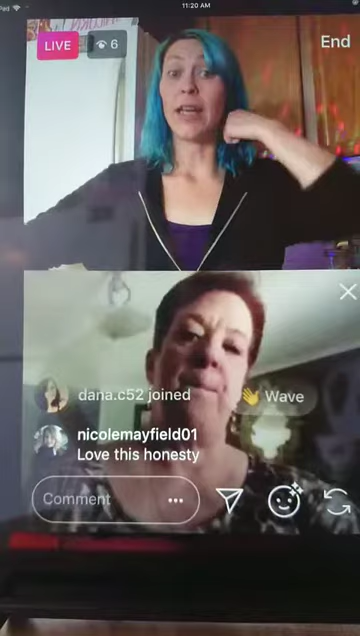 11:20 AM
LIVE
6
End
dana.c52 joined
Wave
nicolemayfield01
Love this honesty
Comment